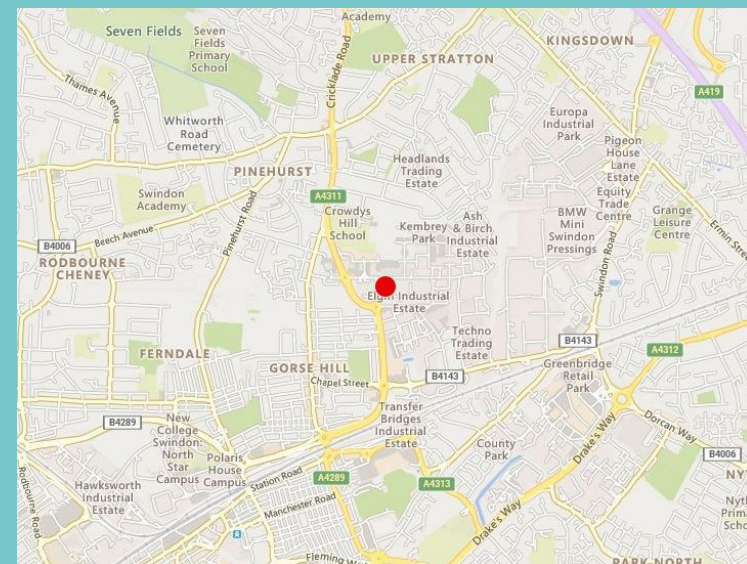 Academy
Seven Fields
Seven
Fields
Primary
School
KINGSDOWN
Cricklade Road
UPPER STRATTON
Thames Avenue
A419
Whitworth
Road
Cemetery
Europa
Industrial
Park
Pigeon
House
Lane
Estate
PINEHURST
Headlands
Trading
Estate
Swindon
Academy
Pinehurst Road
A4311
Crowdys
Hill
School
Kembrey
Park
Ash
& Birch
Industrial
Estate
BMW
Mini
Swindon
Pressings
Equity
Trade
Centre
Grange
Leisure
Centre
Ermin Street
B4006
Beech Avenue
RODBOURNE
CHENEY
Swindon Road
Elgin Industrial
Estate
Techno
Trading
Estate
B4143
A4312
FERNDALE
GORSE HILL
Chapel Street
B4143
Greenbridge
Retail
Park
B4289
New
College
Swindon:
North
Star
Campus
Transfer
Bridges
Industrial
Estate
Drake's Way
Dorcan Way
Polaris
House
Campus
County
Park
B4006
Rodbourne Road
Hawksworth
Industrial
Estate
Station Road
A4289
A4313
Manchester Road
Drake's Way
Fleming W
NY
Nyth
Prima
Scho
PARK NORTH